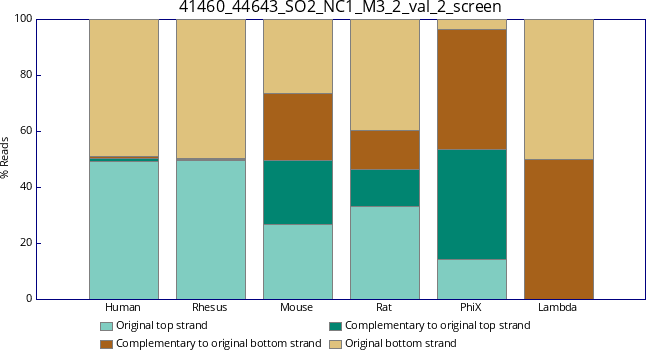 41460_44643_SO2_NC1_M3_2_val_2_screen
100
80
60
40
20
0
% Reads
Human Rhesus Mouse Rat PhiX Lambda
Original top strand Complementary to original top strand
Complementary to original bottom strand Original bottom strand